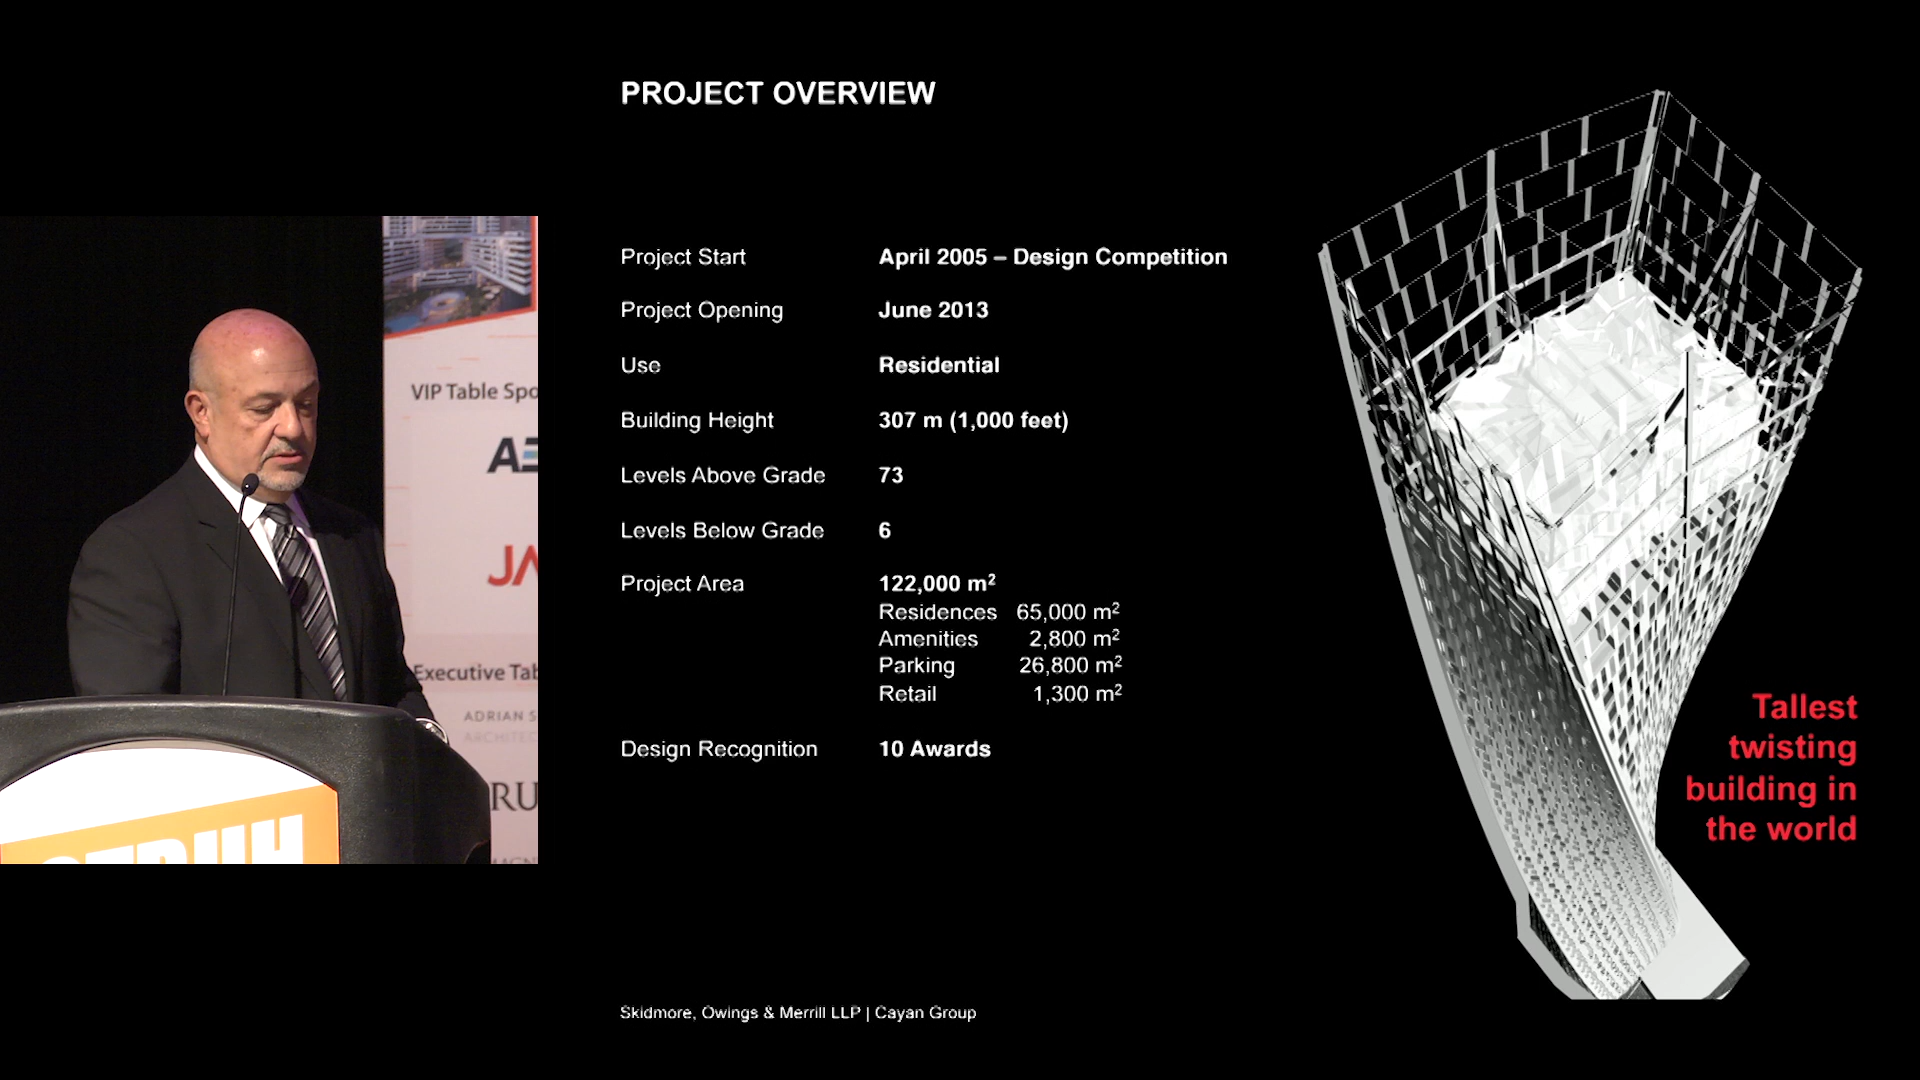 PROJECT OVERVIEW
Project Start April 2005 – Design Competition
Project Opening June 2013
Use Residential
Building Height 307 m (1,000 feet)
Levels Above Grade 73
Levels Below Grade 6
Project Area 122,000 m²
Residences 65,000 m²
Amenities 2,800 m²
Parking 26,800 m²
Retail 1,300 m²
Design Recognition 10 Awards
Tallest
twisting
building in
the world
Skidmore, Owings & Merrill LLP | Cayan Group
VIP Table
Executive
ADRIAN